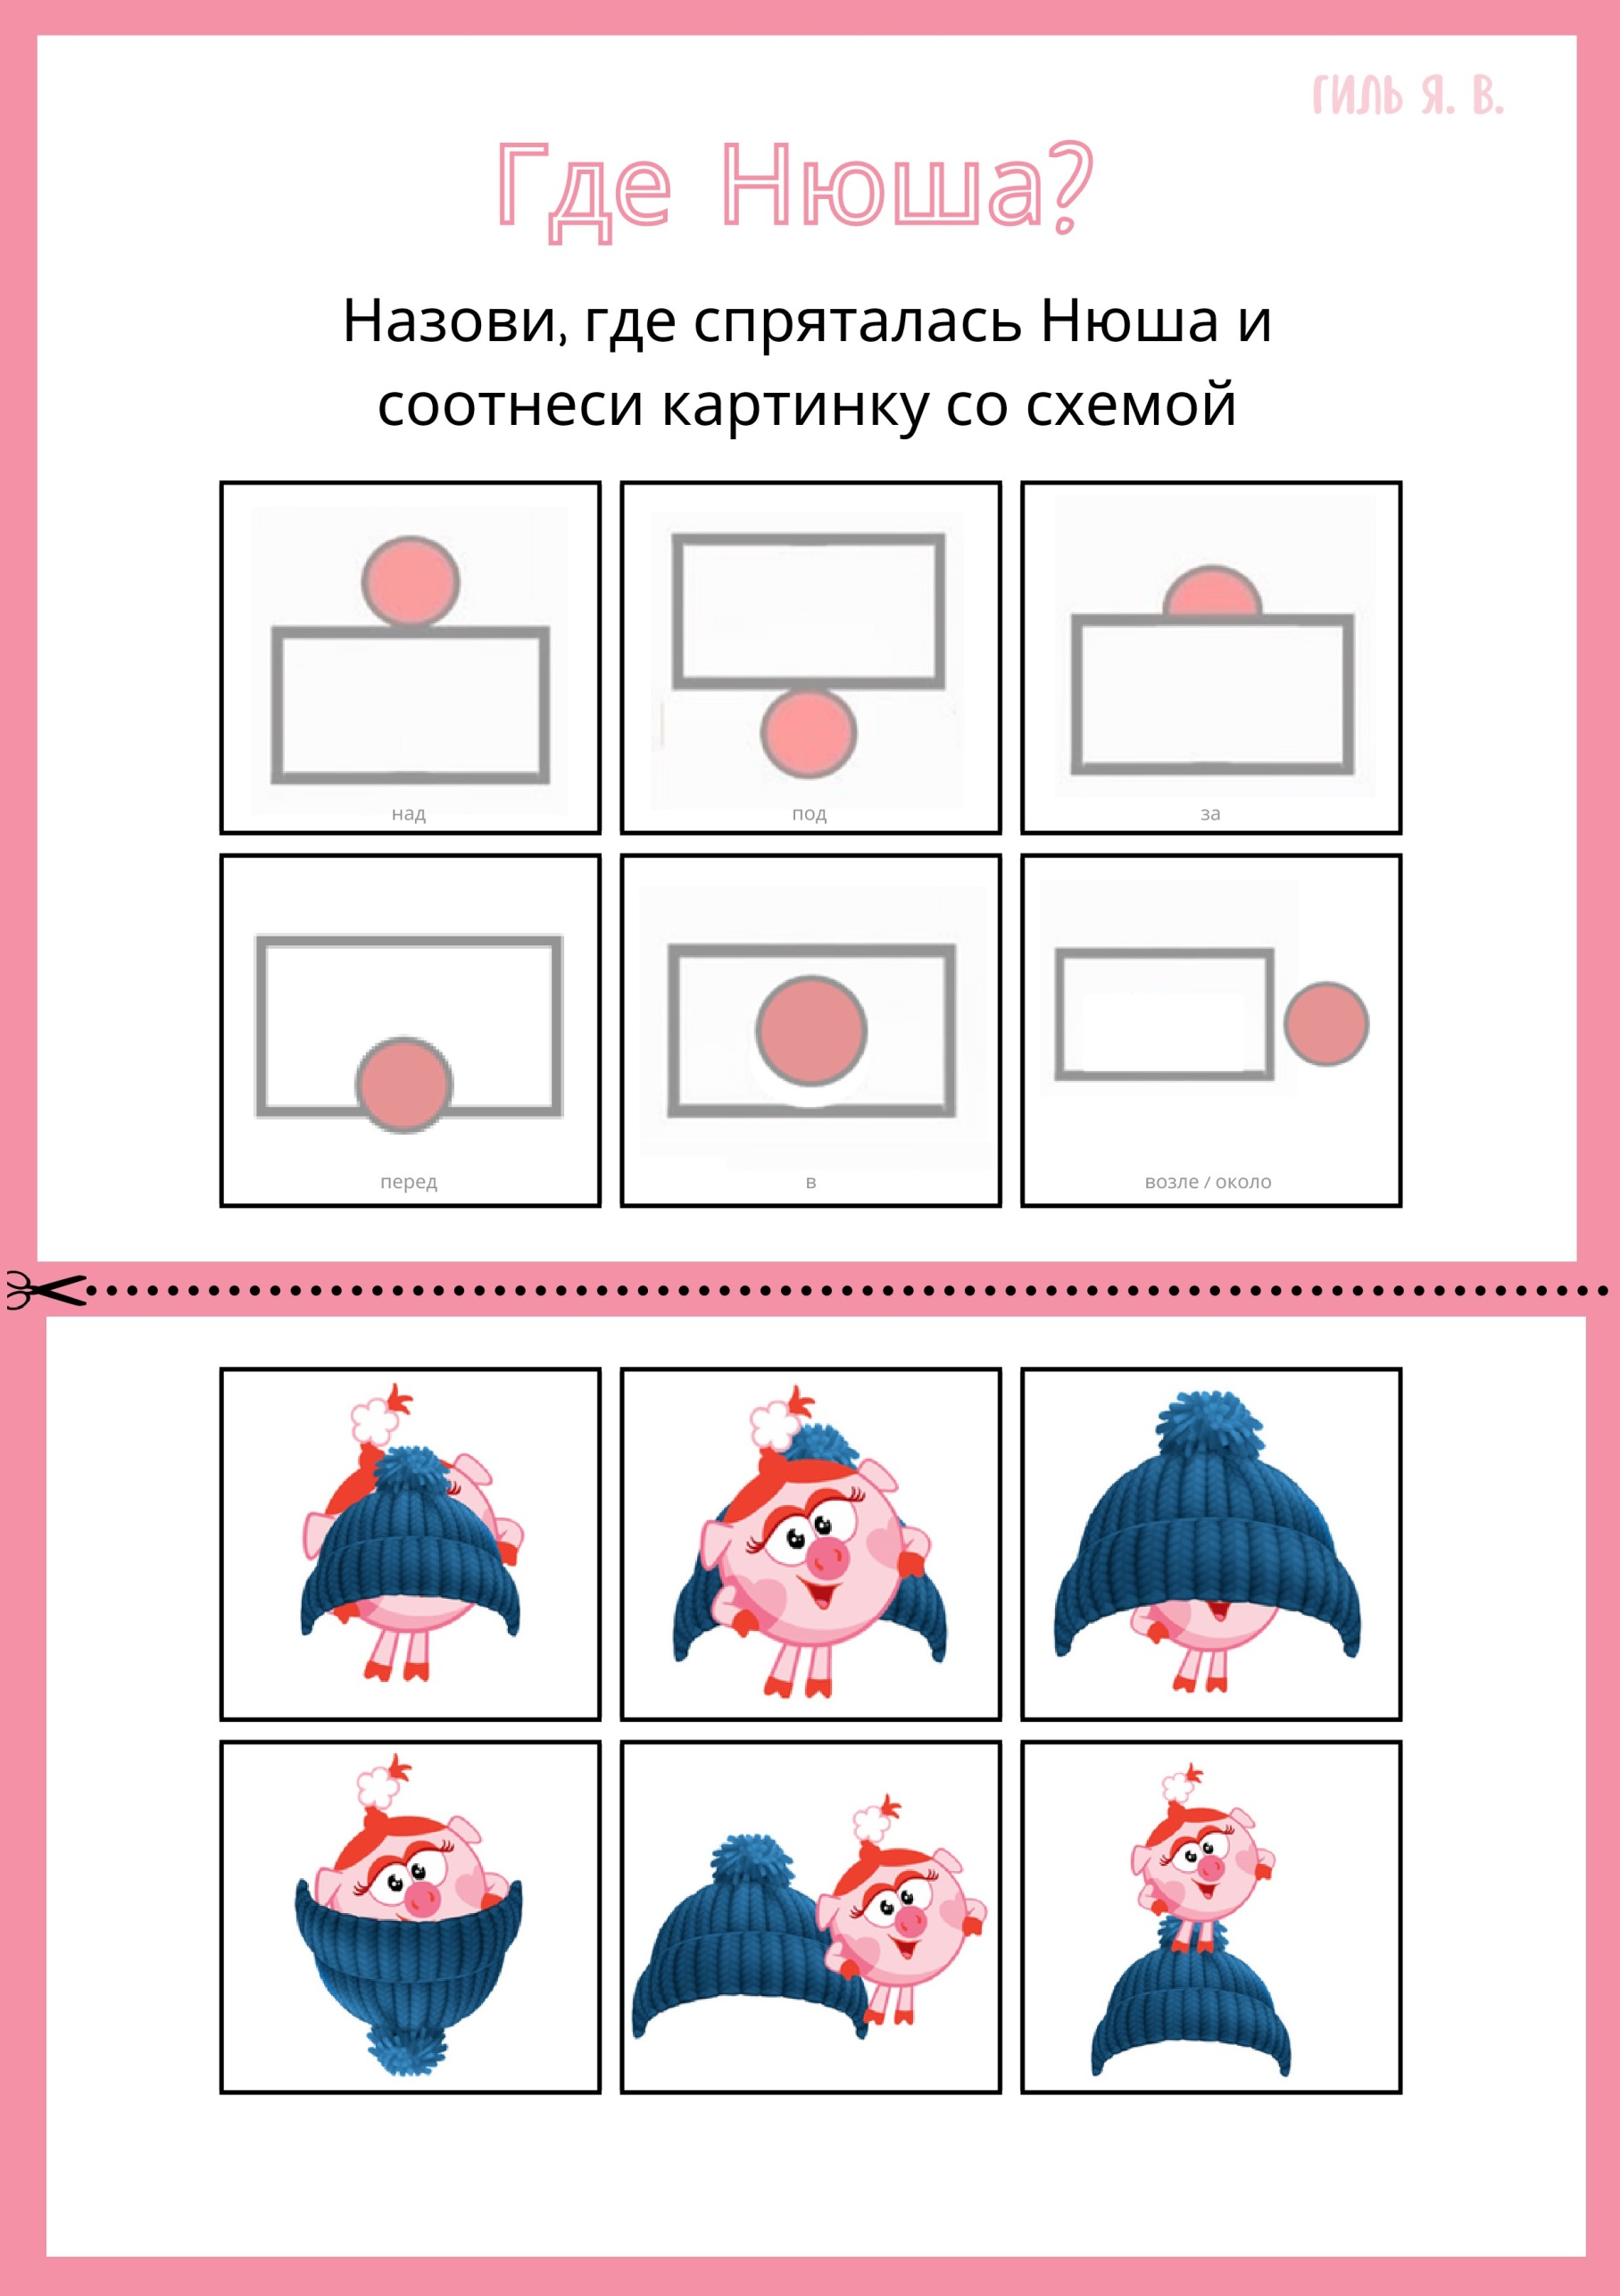 ГИЛЬ Я. В.
Где Нюша?
Назови, где спряталась Нюша и
соотнеси картинку со схемой
над
под
за
перед
в
возле / около